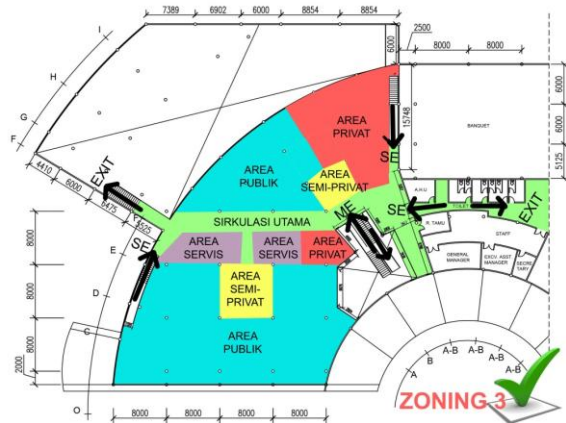 7389 6902 6000 8854 8854
2500
8000 8000
I
H
G
F
6000
15748
6000
6000
5125
BANQUET
AREA
PRIVAT
AREA
PUBLIK
AREA
SEMI-PRIVAT
SE
EXIT
4410
6000
6475
3525
SIRKULASI UTAMA
ME
SE
EXIT
A.H.U
R. TAMU
STAFF
GENERAL
MANAGER
EXCV. ASST
MANAGER
SECRE
TARY
SE
8000
AREA
SERVIS
AREA
SERVIS
AREA
PRIVAT
E
D
C
O
8000
AREA
SEMI-
PRIVAT
8000
AREA
PUBLIK
2000
8000 8000 8000 8000
A
B
A-B
A-B
A-B
A-B
ZONING 3